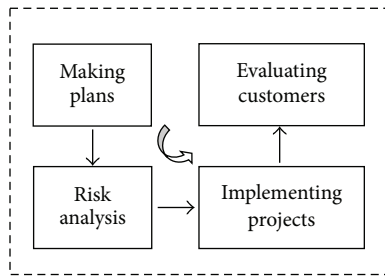 Making
plans
Evaluating
customers
Risk
analysis
Implementing
projects